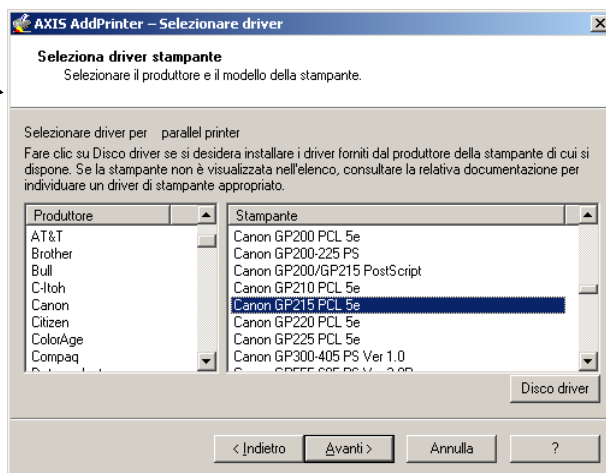 AXIS AddPrinter – Selezionare driver
Seleziona driver stampante
Selezionare il produttore e il modello della stampante.
Selezionare driver per parallel printer
Fare clic su Disco driver se si desidera installare i driver forniti dal produttore della stampante di cui si
dispone. Se la stampante non è visualizzata nell'elenco, consultare la relativa documentazione per
individuare un driver di stampante appropriato.
Produttore
AT&T
Brother
Bull
C-Itoh
Canon
Citizen
ColorAge
Compaq
Stampante
Canon GP200 PCL 5e
Canon GP200-225 PS
Canon GP200/GP215 PostScript
Canon GP210 PCL 5e
Canon GP215 PCL 5e
Canon GP220 PCL 5e
Canon GP225 PCL 5e
Canon GP300-405 PS Ver 1.0
Disco driver
< Indietro
Avanti >
Annulla
?